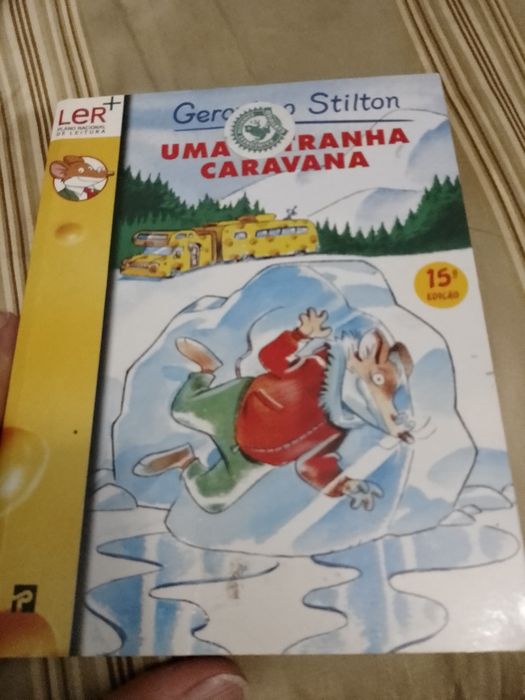 LeR+
PLANO NACIONAL
DE LEITURA
Stilton
UMA
CARAVANA
15ª
EDIÇÃO